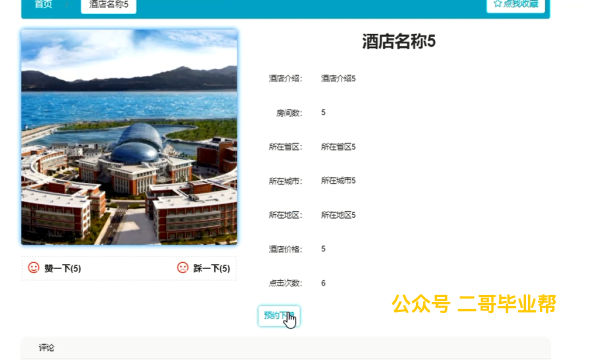 首页
酒店名称5
☆点我收藏
酒店名称5
酒店介绍: 酒店介绍5
房间数: 5
所在省区: 所在省区5
所在城市: 所在城市5
所在地区: 所在地区5
酒店价格: 5
点击次数: 6
赞一下(5)
踩一下(5)
公众号 二哥毕业帮
预约下
评论